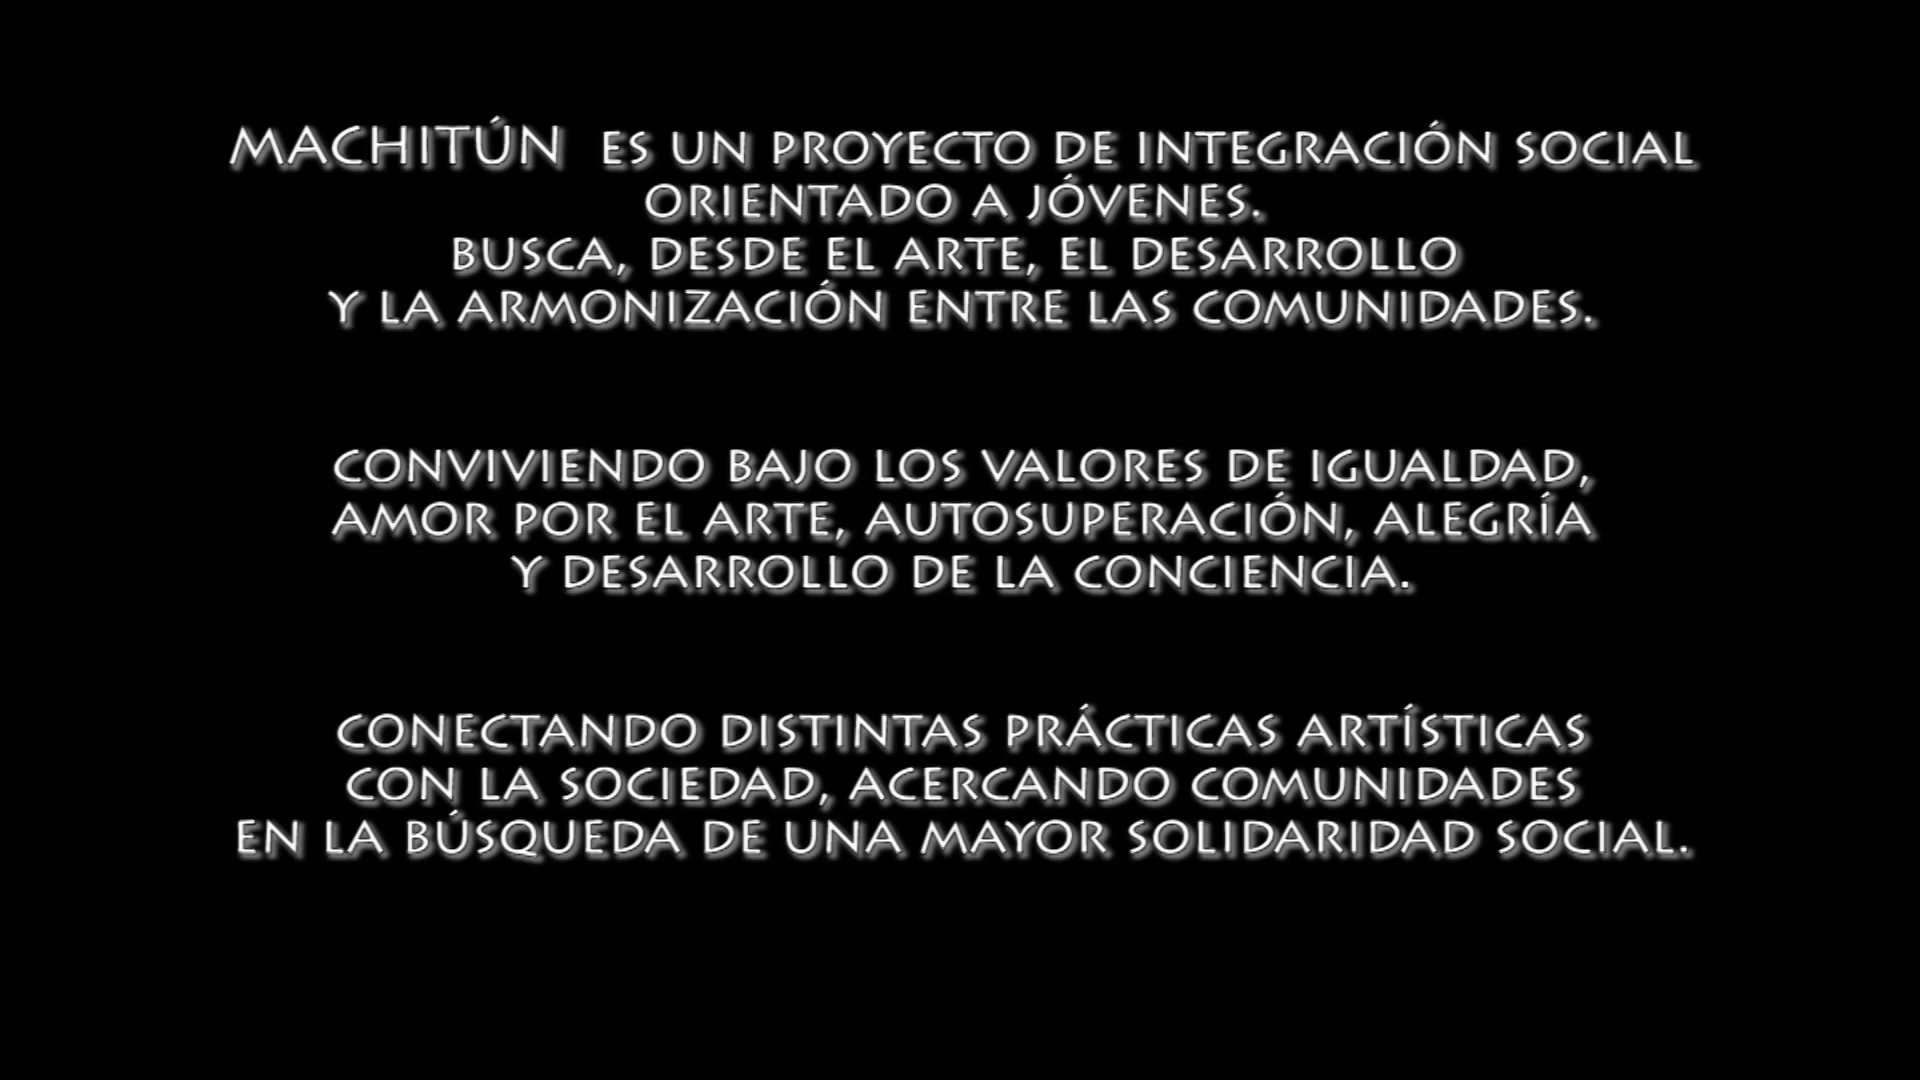 MACHITÚN ES UN PROYECTO DE INTEGRACIÓN SOCIAL
ORIENTADO A JÓVENES.
BUSCA, DESDE EL ARTE, EL DESARROLLO
Y LA ARMONIZACIÓN ENTRE LAS COMUNIDADES.
CONVIVIENDO BAJO LOS VALORES DE IGUALDAD,
AMOR POR EL ARTE, AUTOSUPERACIÓN, ALEGRÍA
Y DESARROLLO DE LA CONCIENCIA.
CONECTANDO DISTINTAS PRÁCTICAS ARTÍSTICAS
CON LA SOCIEDAD, ACERCANDO COMUNIDADES
EN LA BÚSQUEDA DE UNA MAYOR SOLIDARIDAD SOCIAL.